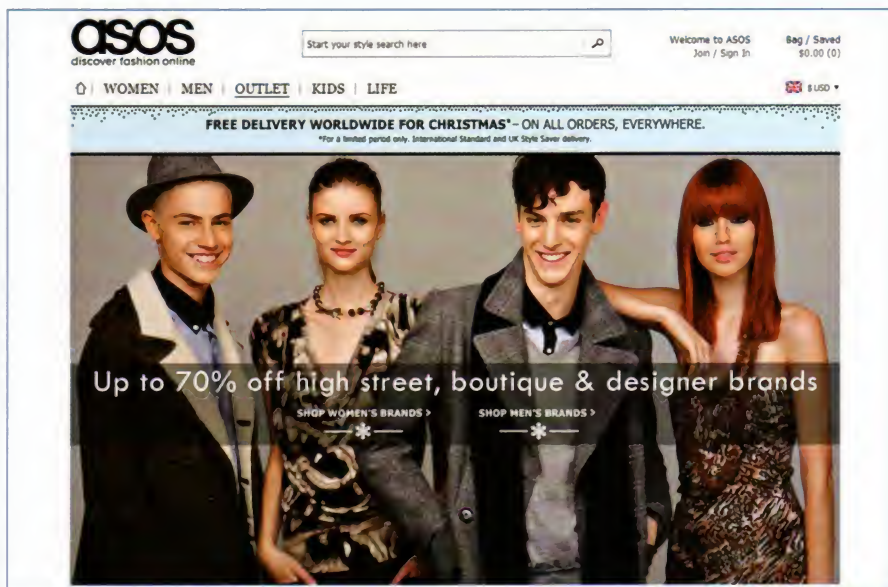 asos
discover fashion online
Start your style search here
Welcome to ASOS
Join / Sign In
Bag / Saved
$0.00 (0)
WOMEN | MEN | OUTLET | KIDS | LIFE
$ USD
FREE DELIVERY WORLDWIDE FOR CHRISTMAS* – ON ALL ORDERS, EVERYWHERE.
*For a limited period only. International Standard and UK Style Saver delivery.
Up to 70% off high street, boutique & designer brands
SHOP WOMEN'S BRANDS >
SHOP MEN'S BRANDS >